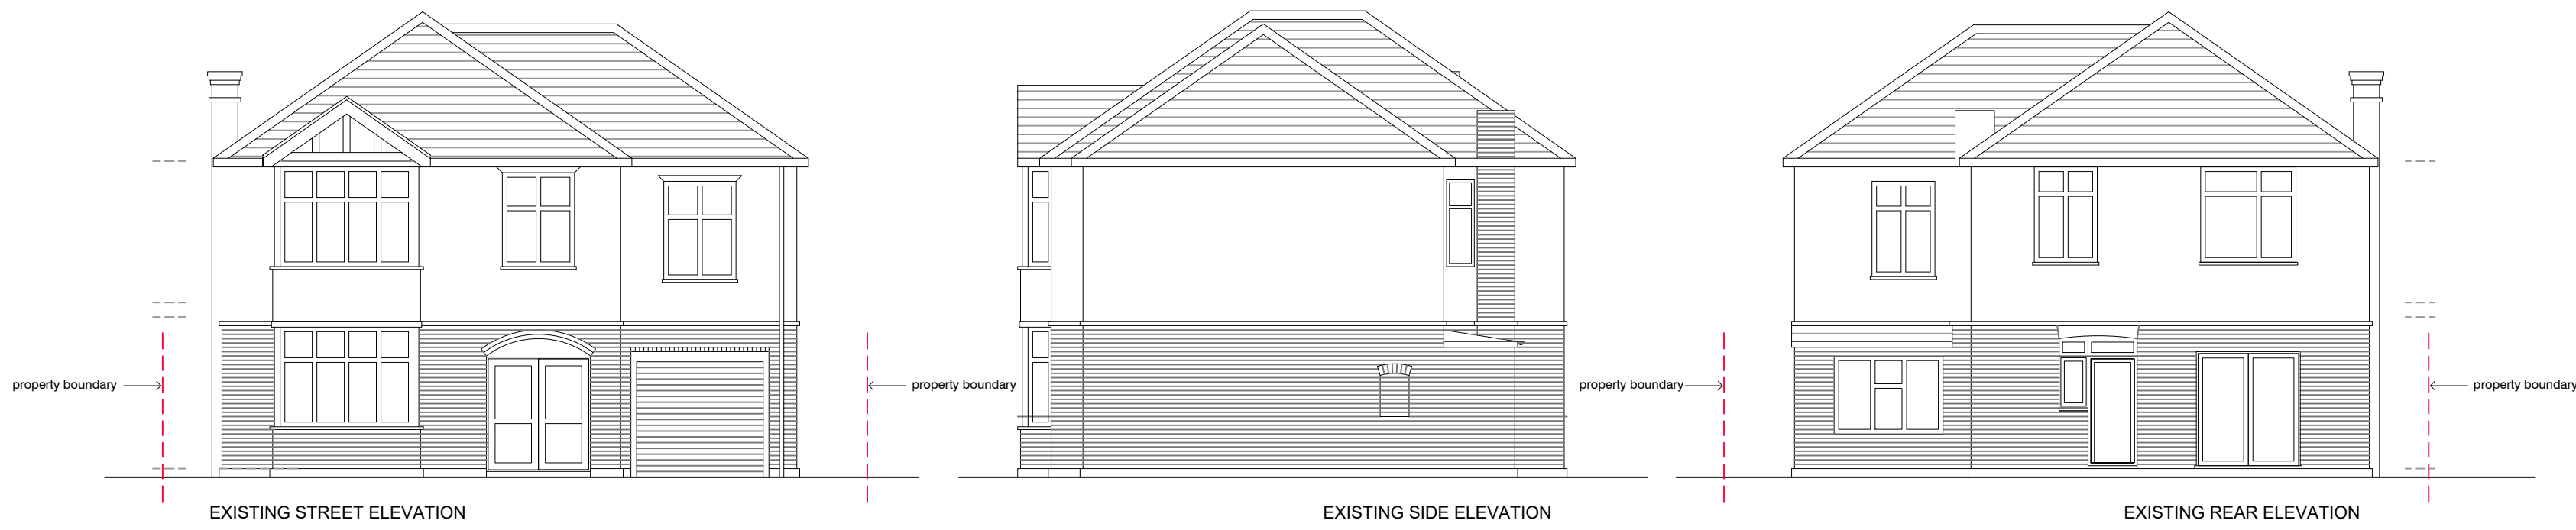 property boundary
property boundary
property boundary
property boundary
EXISTING STREET ELEVATION
EXISTING SIDE ELEVATION
EXISTING REAR ELEVATION